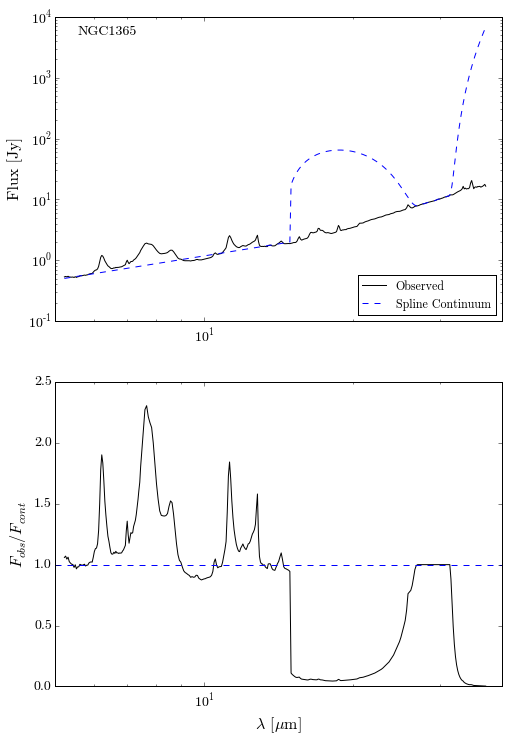 NGC1365
10^4
10^3
10^2
10^1
10^0
10^-1
Flux [Jy]
Observed
Spline Continuum
10^1
2.5
2.0
1.5
1.0
0.5
0.0
F_obs/F_cont
10^1
λ [μm]